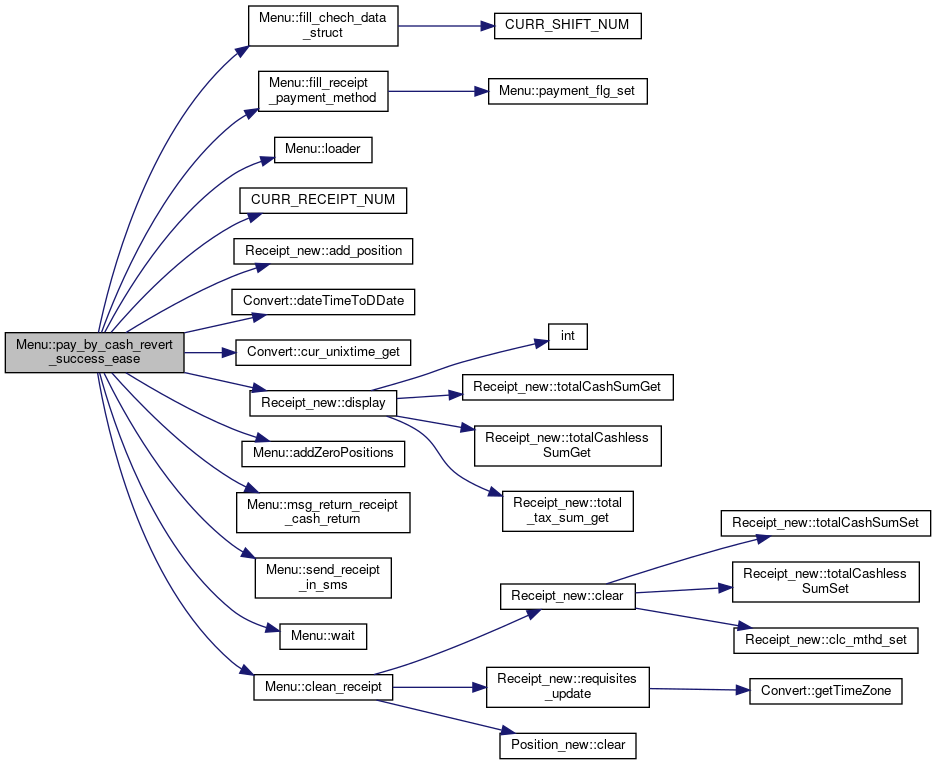 Menu::fill_chech_data
_struct
CURR_SHIFT_NUM
Menu::fill_receipt
_payment_method
Menu::payment_flg_set
Menu::loader
CURR_RECEIPT_NUM
Receipt_new::add_position
Convert::dateTimeToDDate
Menu::pay_by_cash_revert
_success_ease
Convert::cur_unixtime_get
int
Receipt_new::display
Receipt_new::totalCashSumGet
Receipt_new::totalCashless
SumGet
Menu::addZeroPositions
Receipt_new::total
_tax_sum_get
Menu::msg_return_receipt
_cash_return
Receipt_new::totalCashSumSet
Menu::send_receipt
_in_sms
Receipt_new::clear
Receipt_new::totalCashless
SumSet
Menu::wait
Receipt_new::clc_mthd_set
Menu::clean_receipt
Receipt_new::requisites
_update
Convert::getTimeZone
Position_new::clear